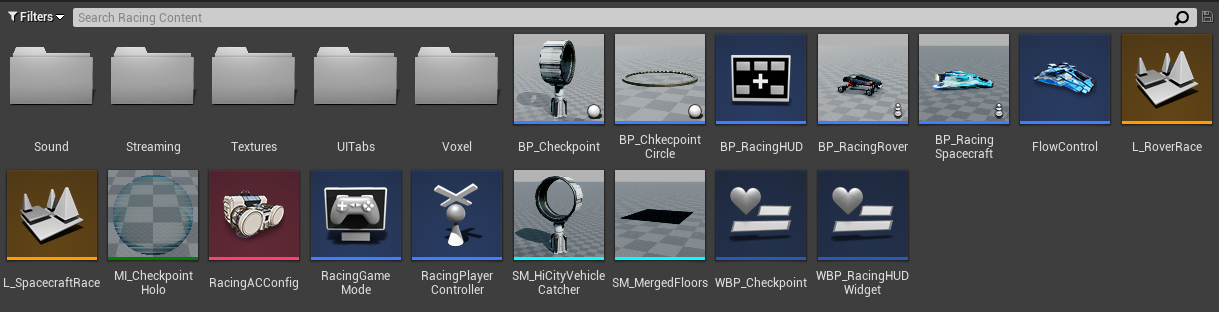 Filters
Search Racing Content
Sound
Streaming
Textures
UITabs
Voxel
BP_Checkpoint
BP_Chkecpoint
Circle
BP_RacingHUD
BP_RacingRover
BP_Racing
Spacecraft
FlowControl
L_RoverRace
L_SpacecraftRace
MI_Checkpoint
Holo
RacingACConfig
RacingGame
Mode
RacingPlayer
Controller
SM_HiCityVehicle
Catcher
SM_MergedFloors
WBP_Checkpoint
WBP_RacingHUD
Widget